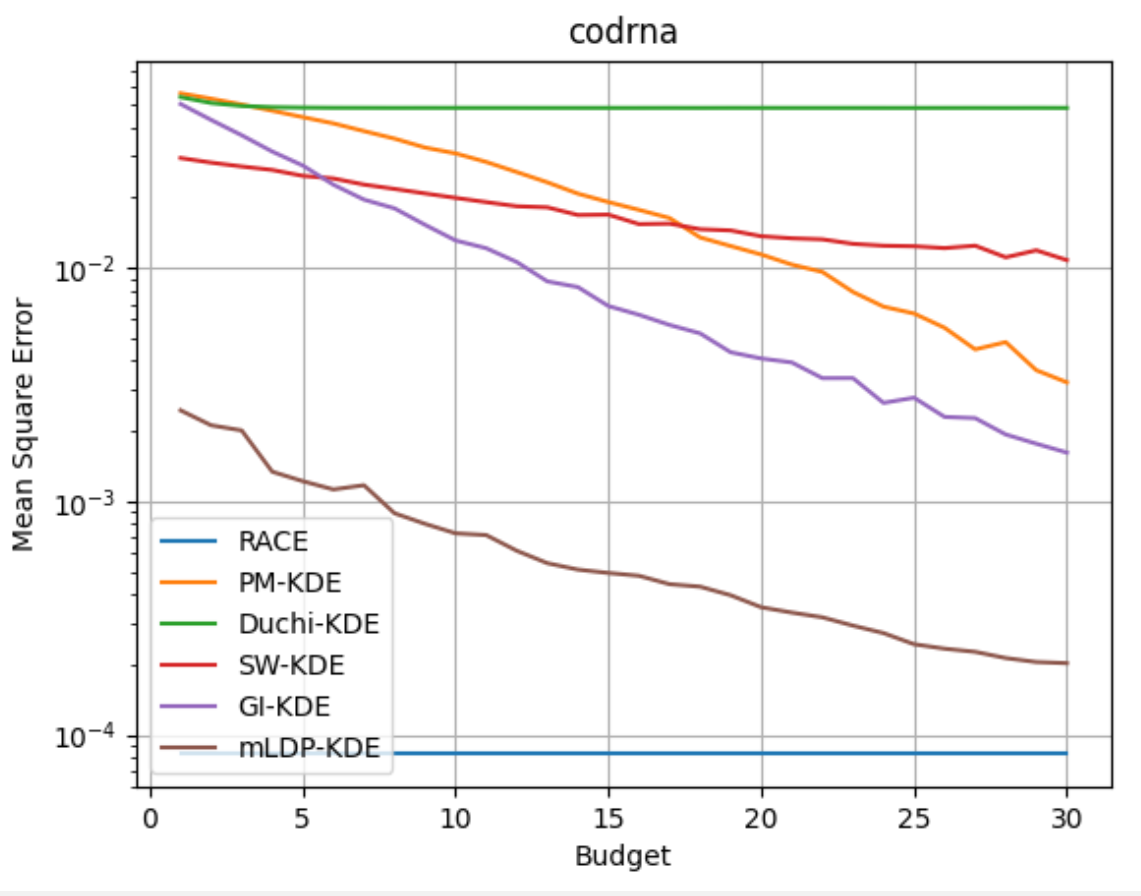 codrna
Mean Square Error
10⁻²
10⁻³
10⁻⁴
RACE
PM-KDE
Duchi-KDE
SW-KDE
GI-KDE
mLDP-KDE
0 5 10 15 20 25 30
Budget